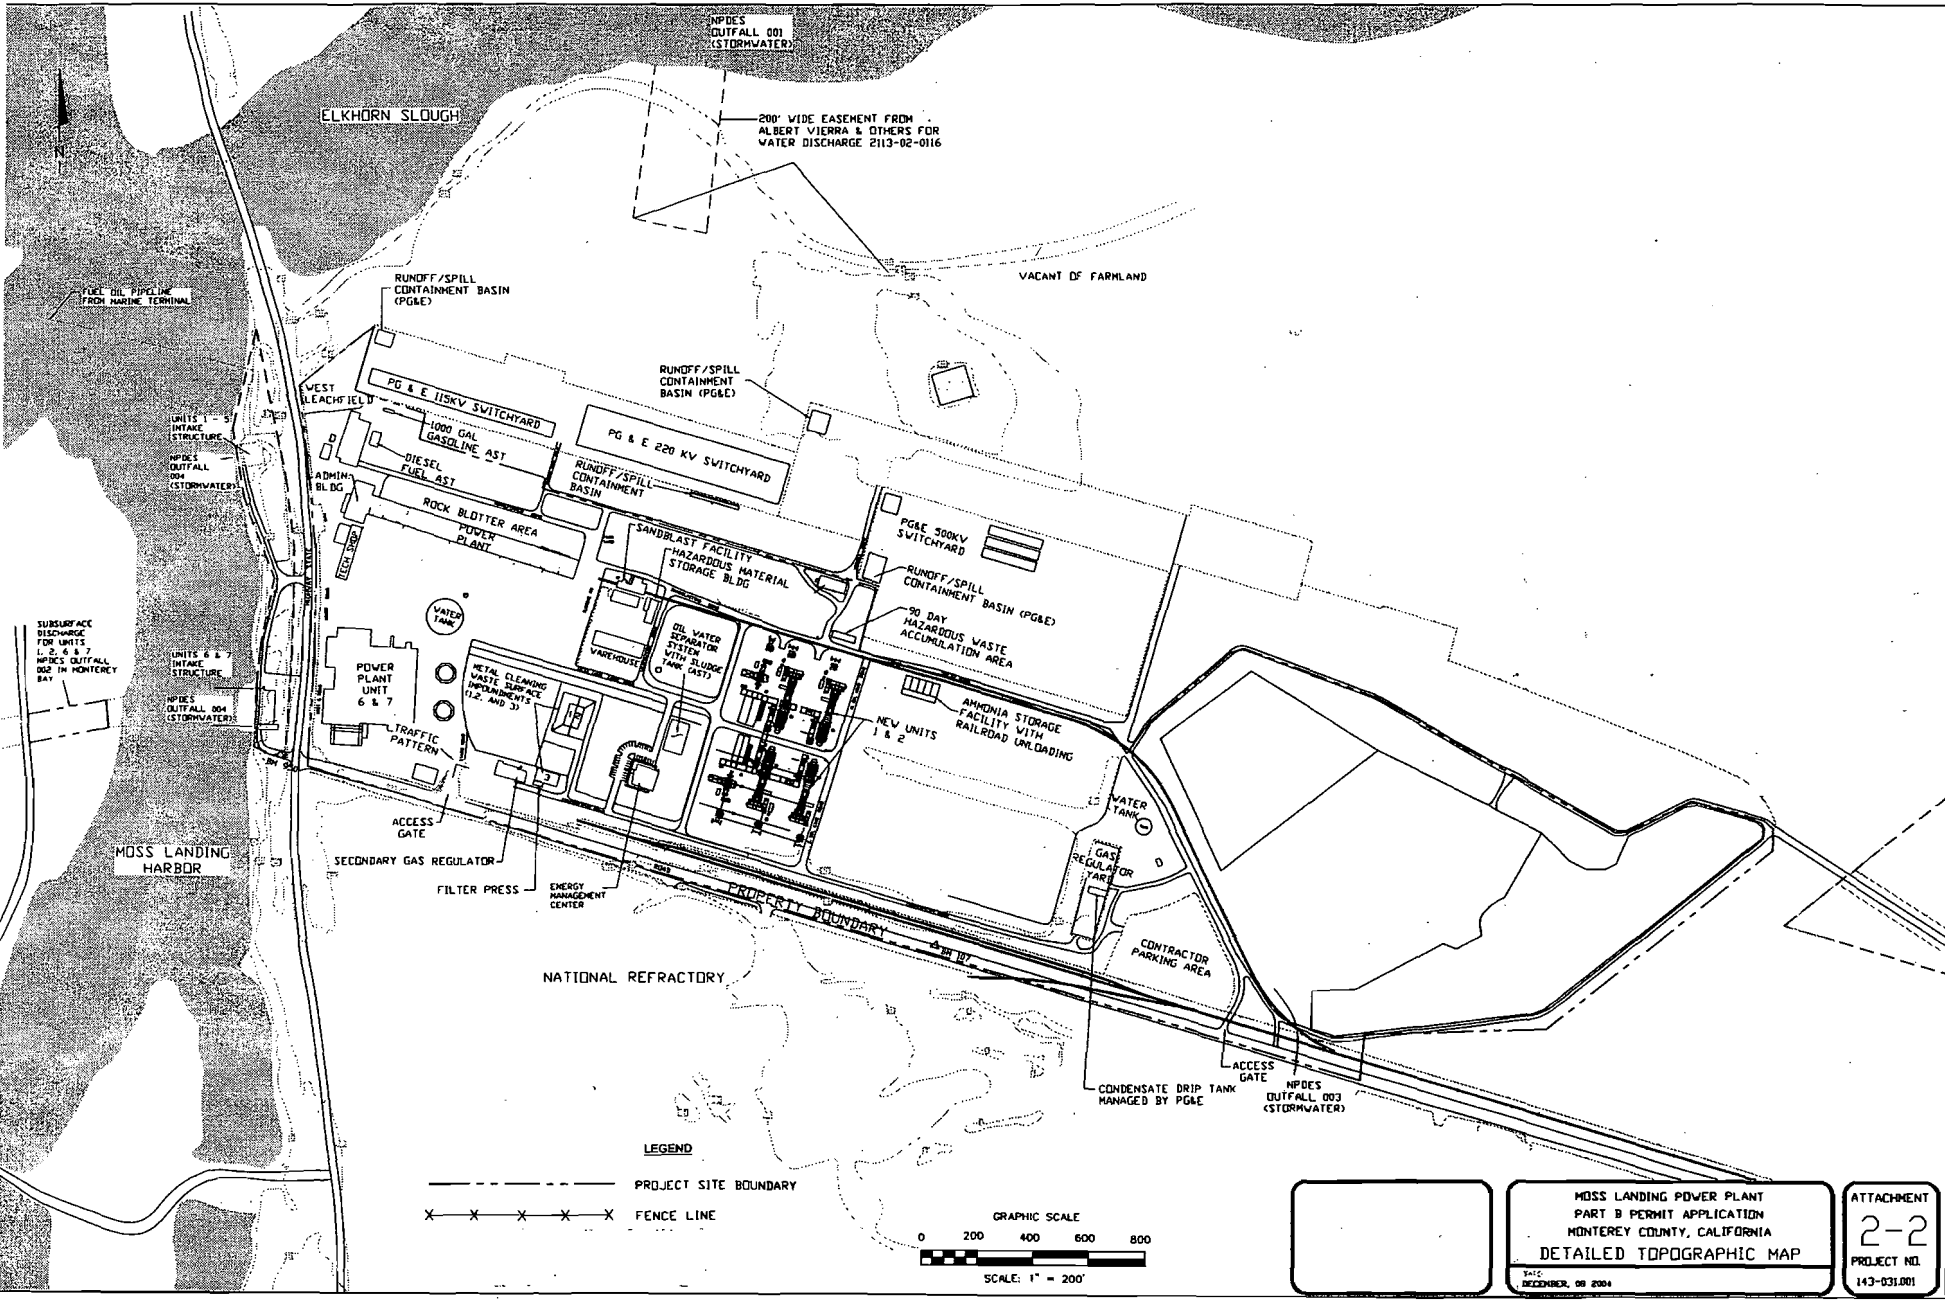 NPDES
OUTFALL 001
(STORMWATER)
ELKHORN SLOUGH
200' WIDE EASEMENT FROM
ALBERT VIERRA & OTHERS FOR
WATER DISCHARGE 2113-02-0116
N
VACANT OF FARMLAND
RUNOFF/SPILL
CONTAINMENT BASIN
(PG&E)
FUEL OIL PIPELINE
FROM MARINE TERMINAL
RUNOFF/SPILL
CONTAINMENT
BASIN (PG&E)
WEST
LEACHFIELD
PG & E 115KV SWITCHYARD
UNITS 1 - 5
INTAKE
STRUCTURE
1000 GAL
GASOLINE AST
PG & E 220 KV SWITCHYARD
NPDES
OUTFALL
004
(STORMWATER)
DIESEL
FUEL AST
RUNOFF/SPILL
CONTAINMENT
BASIN
ADMIN.
BLDG
ROCK BLOTTER AREA
POWER
PLANT
TECH SHOP
SANDBLAST FACILITY
HAZARDOUS MATERIAL
STORAGE BLDG
PG&E 500KV
SWITCHYARD
RUNOFF/SPILL
CONTAINMENT BASIN (PG&E)
90 DAY
HAZARDOUS WASTE
ACCUMULATION AREA
WATER
TANK
SUBSURFACE
DISCHARGE
FOR UNITS
1, 2, 6 & 7
NPDES OUTFALL
002 IN MONTEREY
BAY
UNITS 6 & 7
INTAKE
STRUCTURE
NPDES
OUTFALL 004
(STORMWATER)
POWER
PLANT
UNIT
6 & 7
WAREHOUSE
OIL WATER
SEPARATOR
SYSTEM
WITH SLUDGE
TANK (AST)
METAL CLEANING
WASTE SURFACE
IMPOUNDMENTS
(1,2, AND 3)
1
2
3
TRAFFIC
PATTERN
NEW UNITS
1 & 2
AMMONIA STORAGE
FACILITY WITH
RAILROAD UNLOADING
WATER
TANK
GAS
REGULATOR
YARD
ACCESS
GATE
SECONDARY GAS REGULATOR
FILTER PRESS
ENERGY
MANAGEMENT
CENTER
MOSS LANDING
HARBOR
ROAD
PROPERTY BOUNDARY
BM 107
CONTRACTOR
PARKING AREA
NATIONAL REFRACTORY
CONDENSATE DRIP TANK
MANAGED BY PG&E
ACCESS
GATE
NPDES
OUTFALL 003
(STORMWATER)
LEGEND
PROJECT SITE BOUNDARY
FENCE LINE
GRAPHIC SCALE
0 200 400 600 800
SCALE: 1" = 200'
MOSS LANDING POWER PLANT
PART B PERMIT APPLICATION
MONTEREY COUNTY, CALIFORNIA
DETAILED TOPOGRAPHIC MAP
DATE:
DECEMBER, 08 2004
ATTACHMENT
2-2
PROJECT NO.
143-031.001